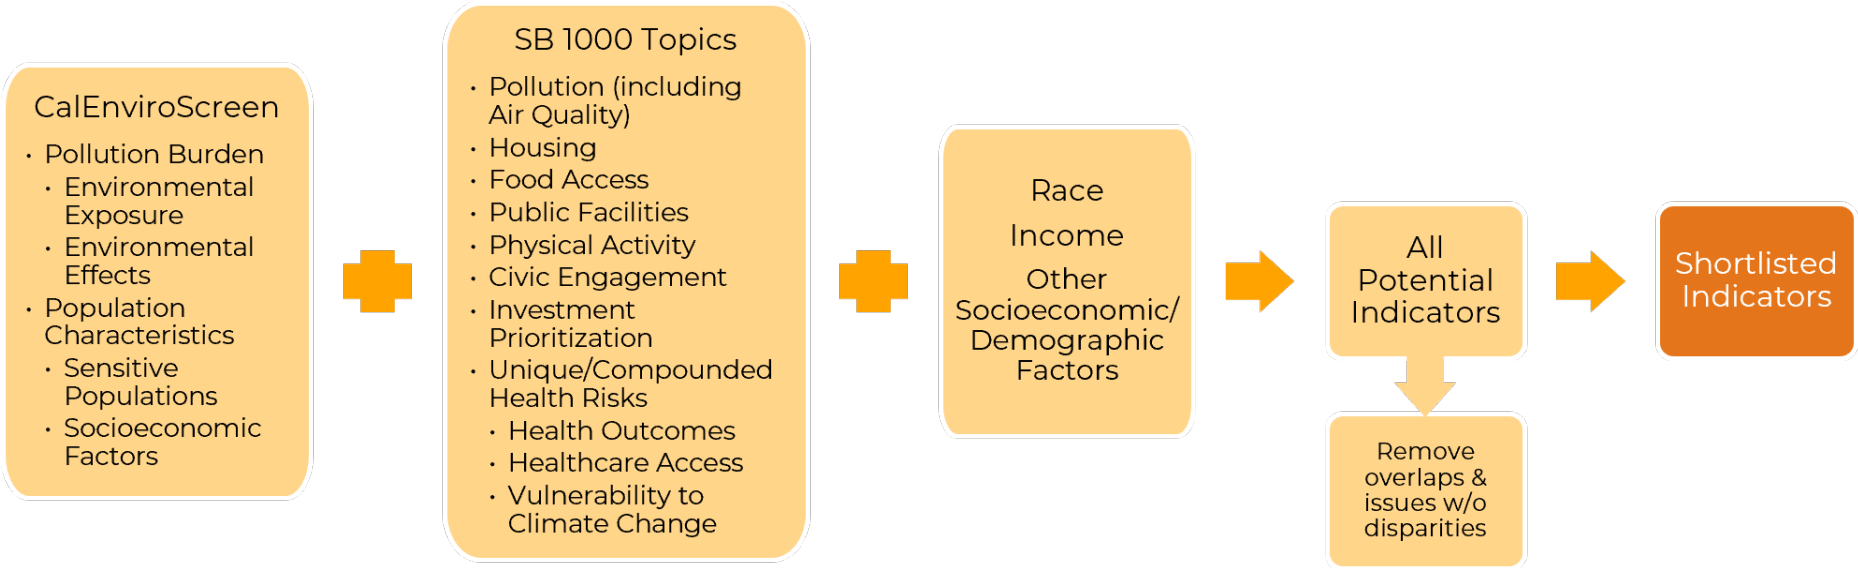 CalEnviroScreen
• Pollution Burden
• Environmental
Exposure
• Environmental
Effects
• Population
Characteristics
• Sensitive
Populations
• Socioeconomic
Factors
SB 1000 Topics
• Pollution (including
Air Quality)
• Housing
• Food Access
• Public Facilities
• Physical Activity
• Civic Engagement
• Investment
Prioritization
• Unique/Compounded
Health Risks
• Health Outcomes
• Healthcare Access
• Vulnerability to
Climate Change
Race
Income
Other
Socioeconomic/
Demographic
Factors
All
Potential
Indicators
Remove
overlaps &
issues w/o
disparities
Shortlisted
Indicators